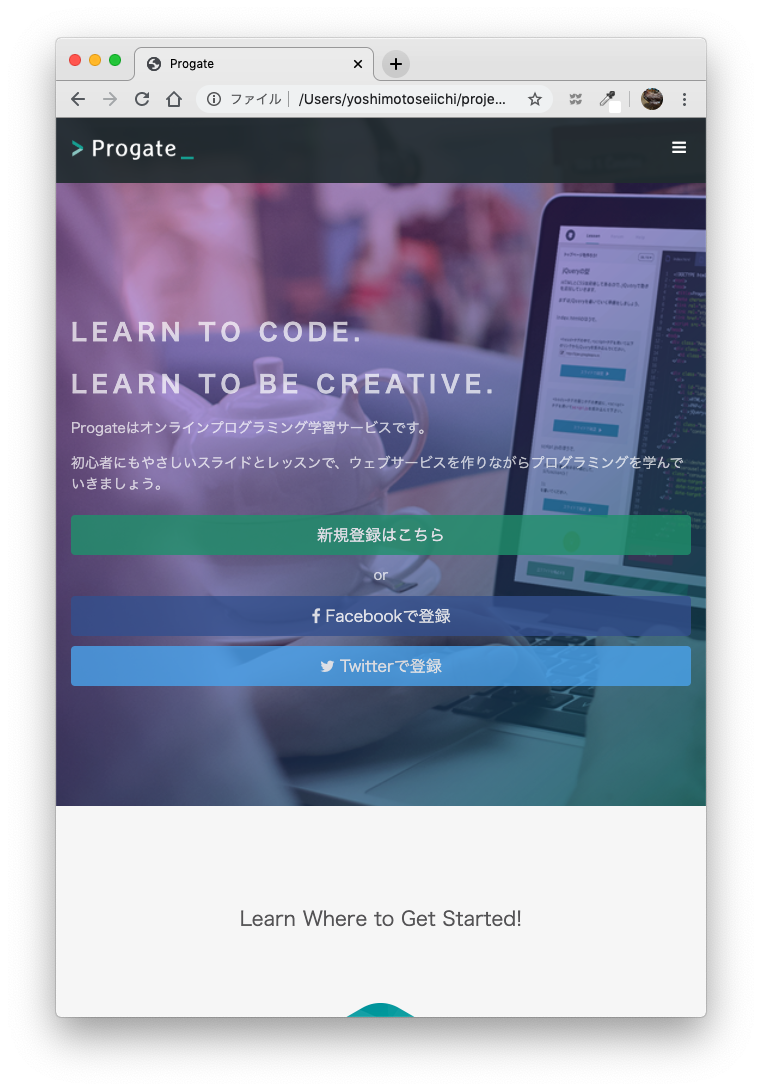 Progate
ファイル /Users/yoshimotoseiichi/proje...
Progate_
LEARN TO CODE.
LEARN TO BE CREATIVE.
Progateはオンラインプログラミング学習サービスです。
初心者にもやさしいスライドとレッスンで、ウェブサービスを作りながらプログラミングを学んで
いきましょう。
新規登録はこちら
or
Facebookで登録
Twitterで登録
Learn Where to Get Started!